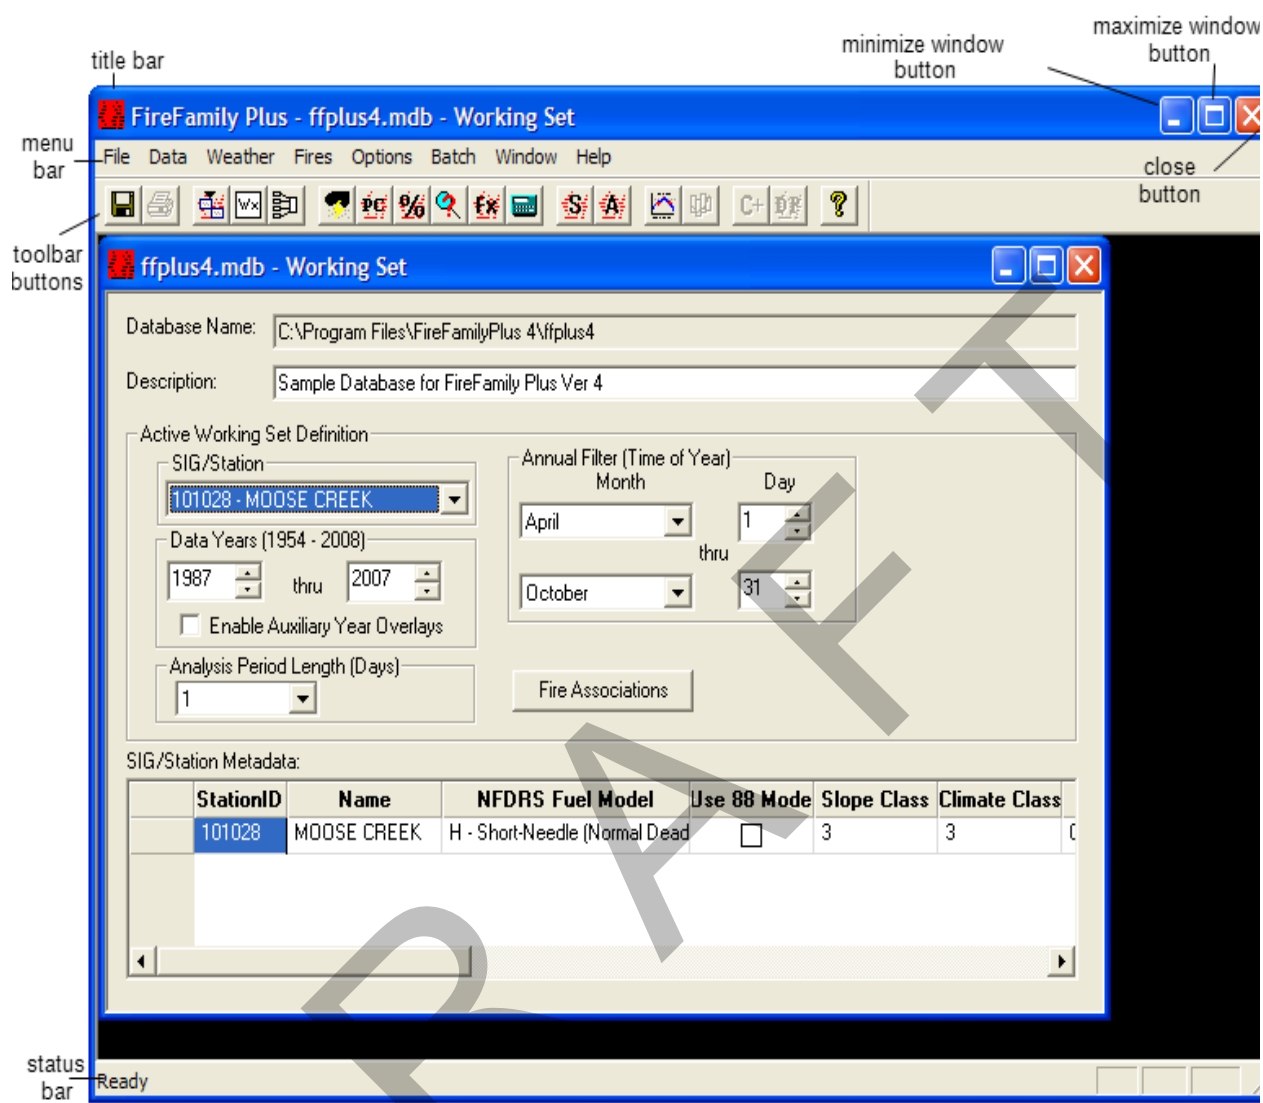 title bar
minimize window
button
maximize window
button
FireFamily Plus - ffplus4.mdb - Working Set
menu
bar
File Data Weather Fires Options Batch Window Help
close
button
Wx PC % FX S A C+ DR ?
toolbar
buttons
ffplus4.mdb - Working Set
Database Name: C:\Program Files\FireFamilyPlus 4\ffplus4
Description: Sample Database for FireFamily Plus Ver 4
Active Working Set Definition
SIG/Station
101028 - MOOSE CREEK
Data Years (1954 - 2008)
1987 thru 2007
Enable Auxiliary Year Overlays
Analysis Period Length (Days)
1
Annual Filter (Time of Year)
Month Day
April 1
thru
October 31
Fire Associations
SIG/Station Metadata:
StationID Name NFDRS Fuel Model Use 88 Mode Slope Class Climate Class
101028 MOOSE CREEK H - Short-Needle (Normal Dead 3 3
status
bar
Ready
DRAFT